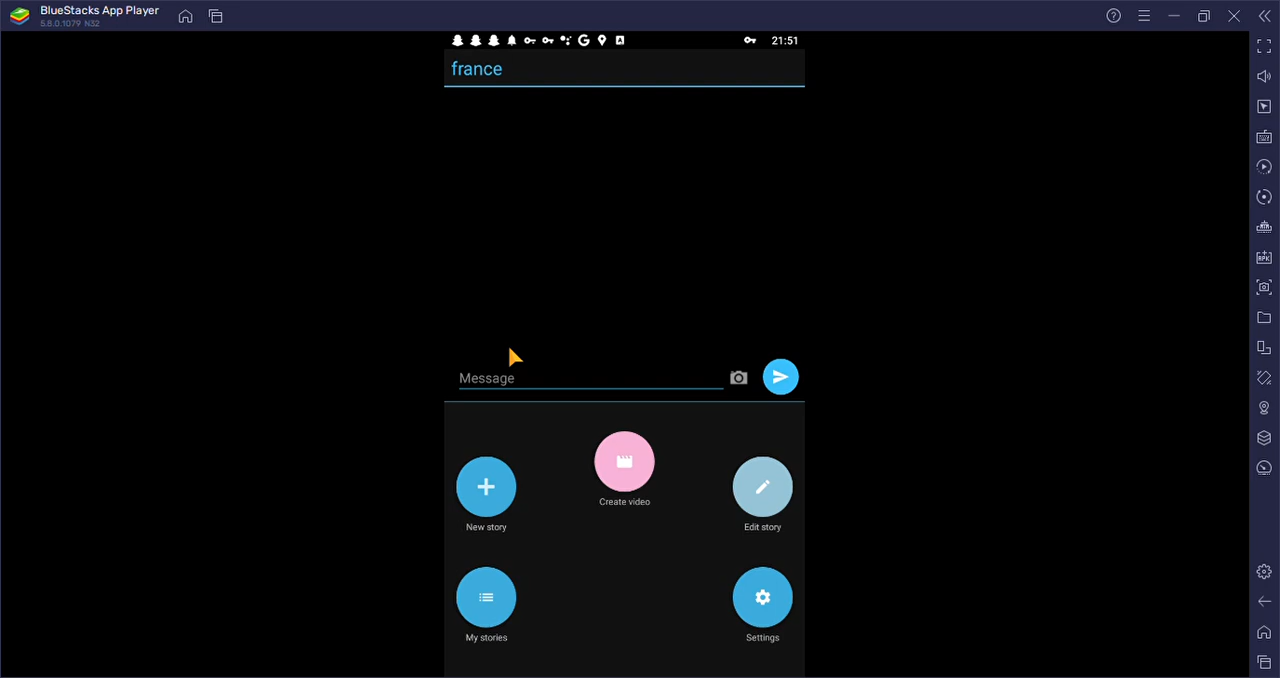 BlueStacks App Player
5.8.0.1079 N32
21:51
france
Message
Create video
New story
Edit story
My stories
Settings